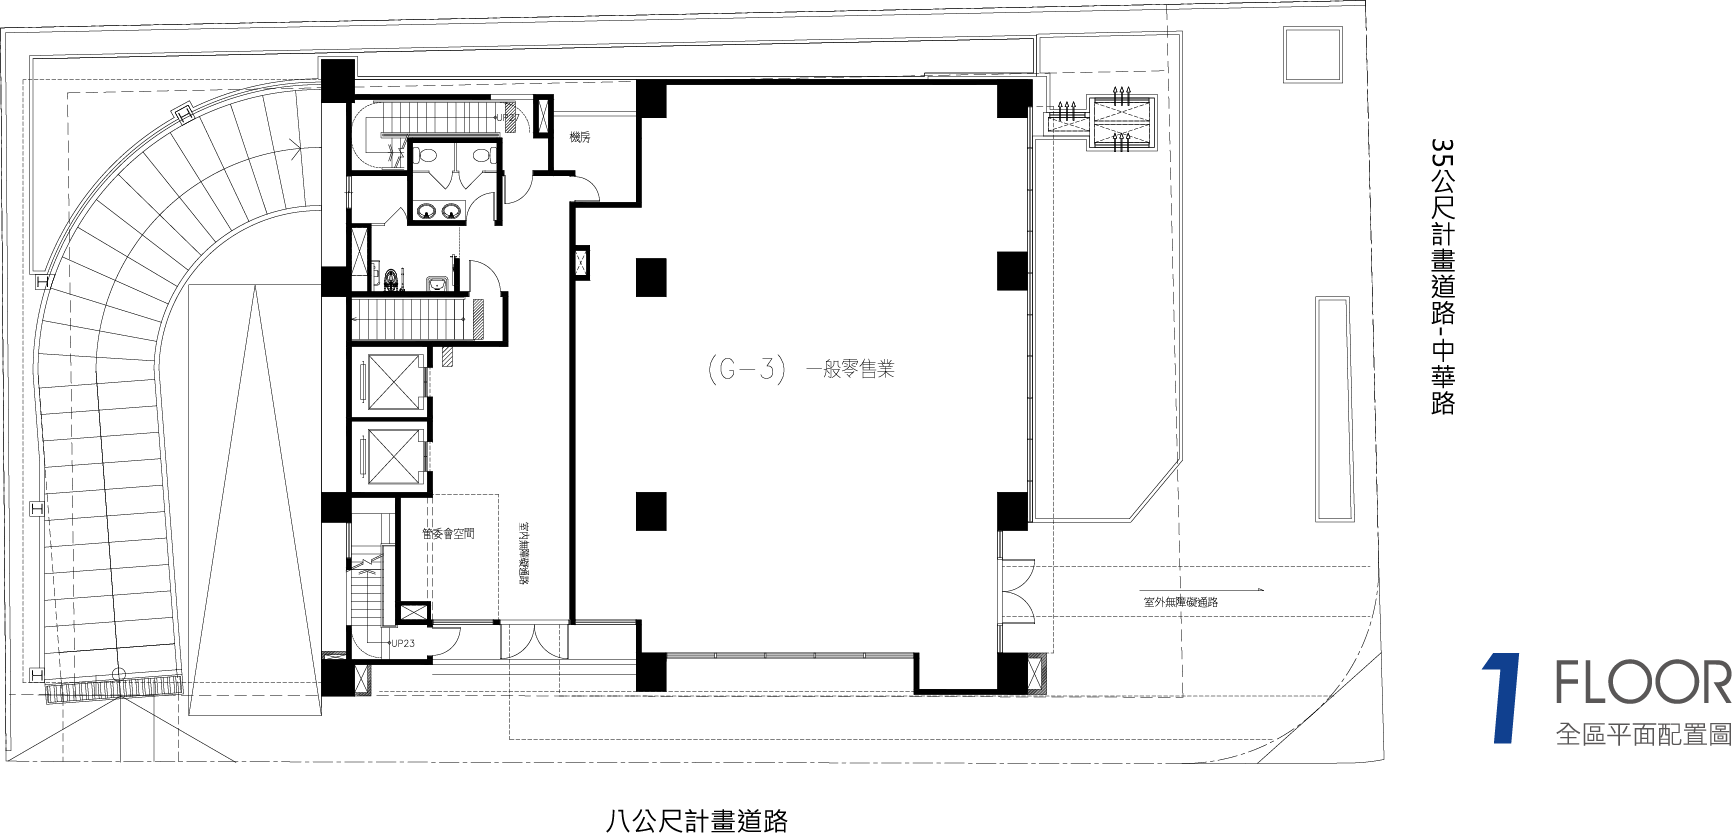 UP27
機房
(G-3) 一般零售業
35公尺計畫道路-中華路
管委會空間
室內無障礙通路
室外無障礙通路
UP23
1 FLOOR
全區平面配置圖
八公尺計畫道路